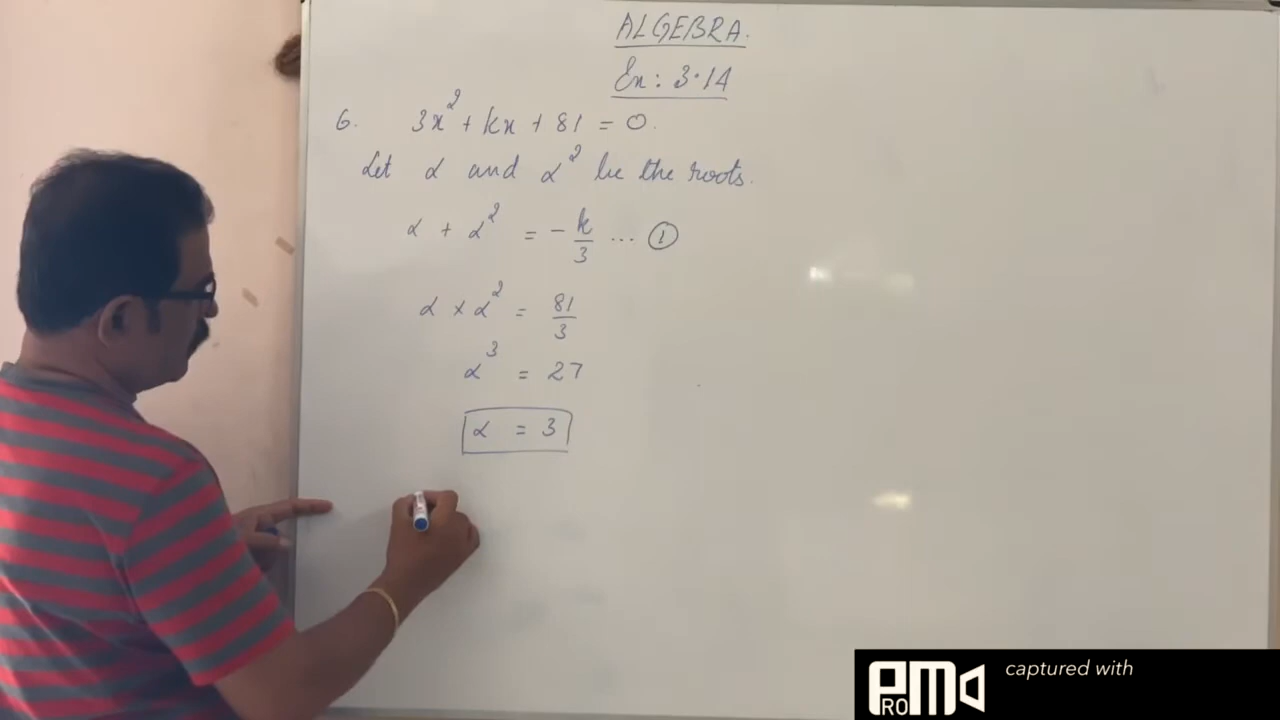 ALGEBRA.
Ex: 3.14
6. 3x² + kx + 81 = 0.
Let α and α² be the roots.
α + α² = - k/3 ... ①
α × α² = 81/3
α³ = 27
α = 3
PROMO captured with